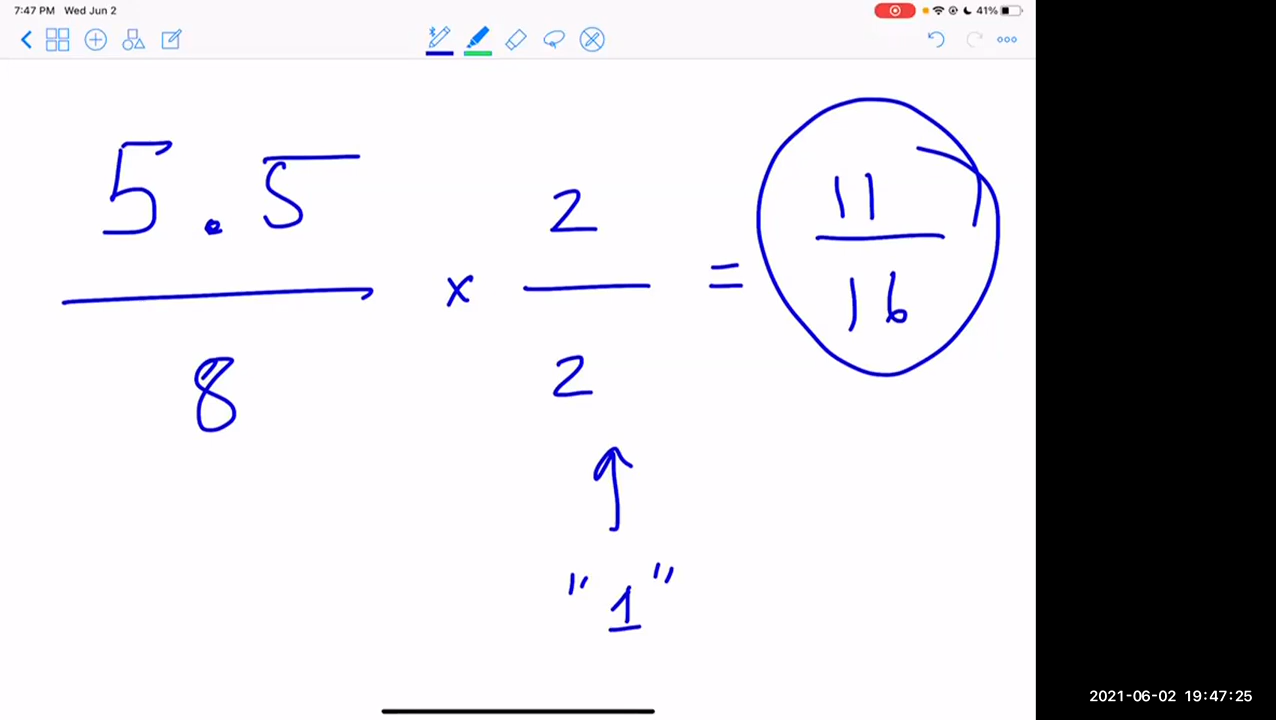 7:47 PM Wed Jun 2
41%
5.5 / 8 × 2 / 2 = 11 / 16
"1"
2021-06-02 19:47:25